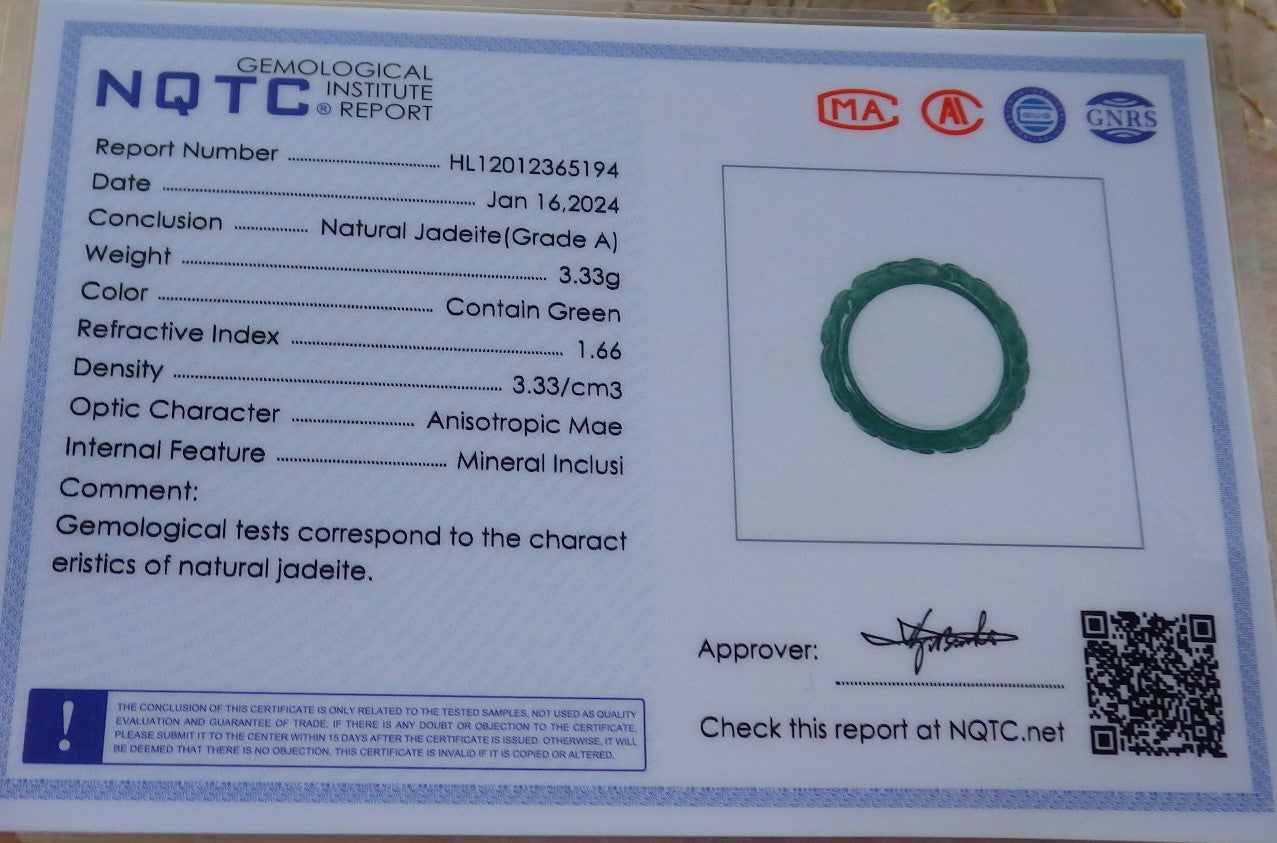 NQTC® GEMOLOGICAL
INSTITUTE
REPORT
MA
GNRS
Report Number HL12012365194
Date Jan 16,2024
Conclusion Natural Jadeite(Grade A)
Weight 3.33g
Color Contain Green
Refractive Index 1.66
Density 3.33/cm3
Optic Character Anisotropic Mae
Internal Feature Mineral Inclusi
Comment:
Gemological tests correspond to the charact
eristics of natural jadeite.
Approver:
Check this report at NQTC.net
!
THE CONCLUSION OF THIS CERTIFICATE IS ONLY RELATED TO THE TESTED SAMPLES, NOT USED AS QUALITY
EVALUATION AND GUARANTEE OF TRADE; IF THERE IS ANY DOUBT OR OBJECTION TO THE CERTIFICATE,
PLEASE SUBMIT IT TO THE CENTER WITHIN 15 DAYS AFTER THE CERTIFICATE IS ISSUED. OTHERWISE, IT WILL
BE DEEMED THAT THERE IS NO OBJECTION. THIS CERTIFICATE IS INVALID IF IT IS COPIED OR ALTERED.